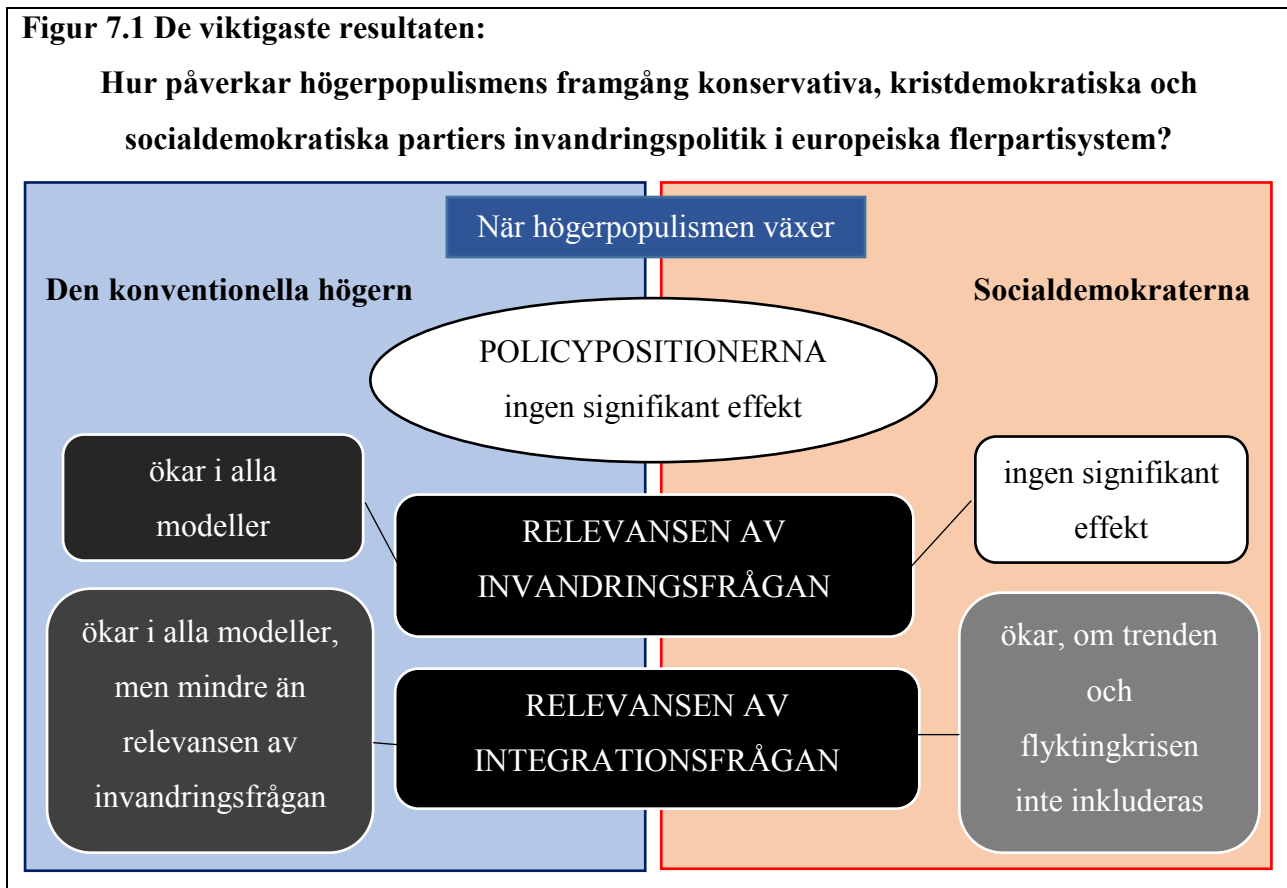 Figur 7.1 De viktigaste resultaten:
Hur påverkar högerpopulismens framgång konservativa, kristdemokratiska och
socialdemokratiska partiers invandringspolitik i europeiska flerpartisystem?
När högerpopulismen växer
Den konventionella högern
Socialdemokraterna
POLICYPOSITIONERNA
ingen signifikant effekt
ökar i alla
modeller
RELEVANSEN AV
INVANDRINGSFRÅGAN
ingen signifikant
effekt
ökar i alla modeller,
men mindre än
relevansen av
invandringsfrågan
RELEVANSEN AV
INTEGRATIONSFRÅGAN
ökar, om trenden
och
flyktingkrisen
inte inkluderas